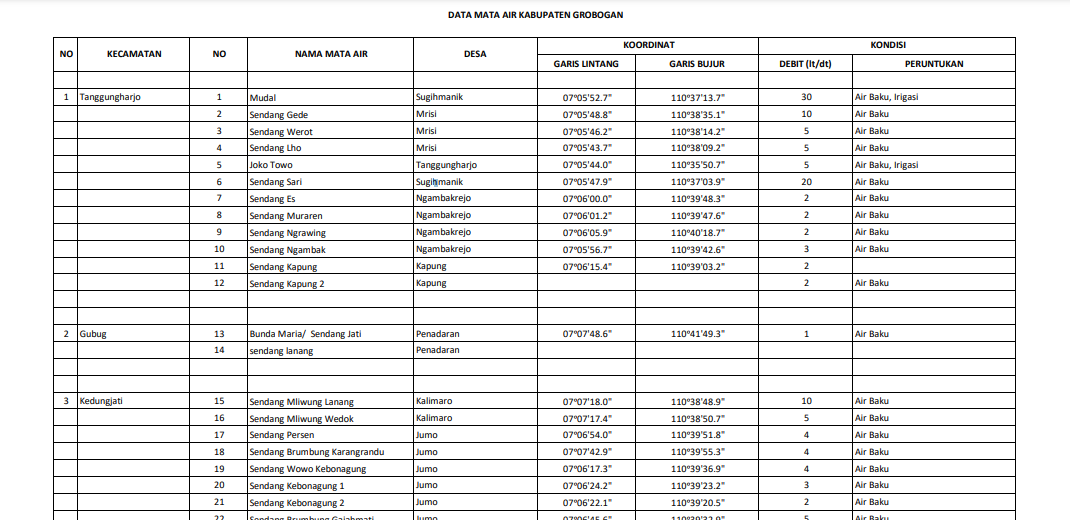 DATA MATA AIR KABUPATEN GROBOGAN
NO KECAMATAN NO NAMA MATA AIR DESA KOORDINAT KONDISI
GARIS LINTANG GARIS BUJUR DEBIT (lt/dt) PERUNTUKAN
1 Tanggungharjo 1 Mudal Sugihmanik 07°05'52.7" 110°37'13.7" 30 Air Baku, Irigasi
2 Sendang Gede Mrisi 07°05'48.8" 110°38'35.1" 10 Air Baku
3 Sendang Werot Mrisi 07°05'46.2" 110°38'14.2" 5 Air Baku
4 Sendang Lho Mrisi 07°05'43.7" 110°38'09.2" 5 Air Baku
5 Joko Towo Tanggungharjo 07°05'44.0" 110°35'50.7" 5 Air Baku, Irigasi
6 Sendang Sari Sugihmanik 07°05'47.9" 110°37'03.9" 20 Air Baku
7 Sendang Es Ngambakrejo 07°06'00.0" 110°39'48.3" 2 Air Baku
8 Sendang Muraren Ngambakrejo 07°06'01.2" 110°39'47.6" 2 Air Baku
9 Sendang Ngrawing Ngambakrejo 07°06'05.9" 110°40'18.7" 2 Air Baku
10 Sendang Ngambak Ngambakrejo 07°05'56.7" 110°39'42.6" 3 Air Baku
11 Sendang Kapung Kapung 07°06'15.4" 110°39'03.2" 2
12 Sendang Kapung 2 Kapung 2 Air Baku
2 Gubug 13 Bunda Maria/ Sendang Jati Penadaran 07°07'48.6" 110°41'49.3" 1 Air Baku
14 sendang lanang Penadaran
3 Kedungjati 15 Sendang Mliwung Lanang Kalimaro 07°07'18.0" 110°38'48.9" 10 Air Baku
16 Sendang Mliwung Wedok Kalimaro 07°07'17.4" 110°38'50.7" 5 Air Baku
17 Sendang Persen Jumo 07°06'54.0" 110°39'51.8" 4 Air Baku
18 Sendang Brumbung Karangrandu Jumo 07°07'42.9" 110°39'55.3" 4 Air Baku
19 Sendang Wowo Kebonagung Jumo 07°06'17.3" 110°39'36.9" 4 Air Baku
20 Sendang Kebonagung 1 Jumo 07°06'24.2" 110°39'23.2" 3 Air Baku
21 Sendang Kebonagung 2 Jumo 07°06'22.1" 110°39'20.5" 2 Air Baku
22 Sendang Brumbung Jumo 5 Air Baku